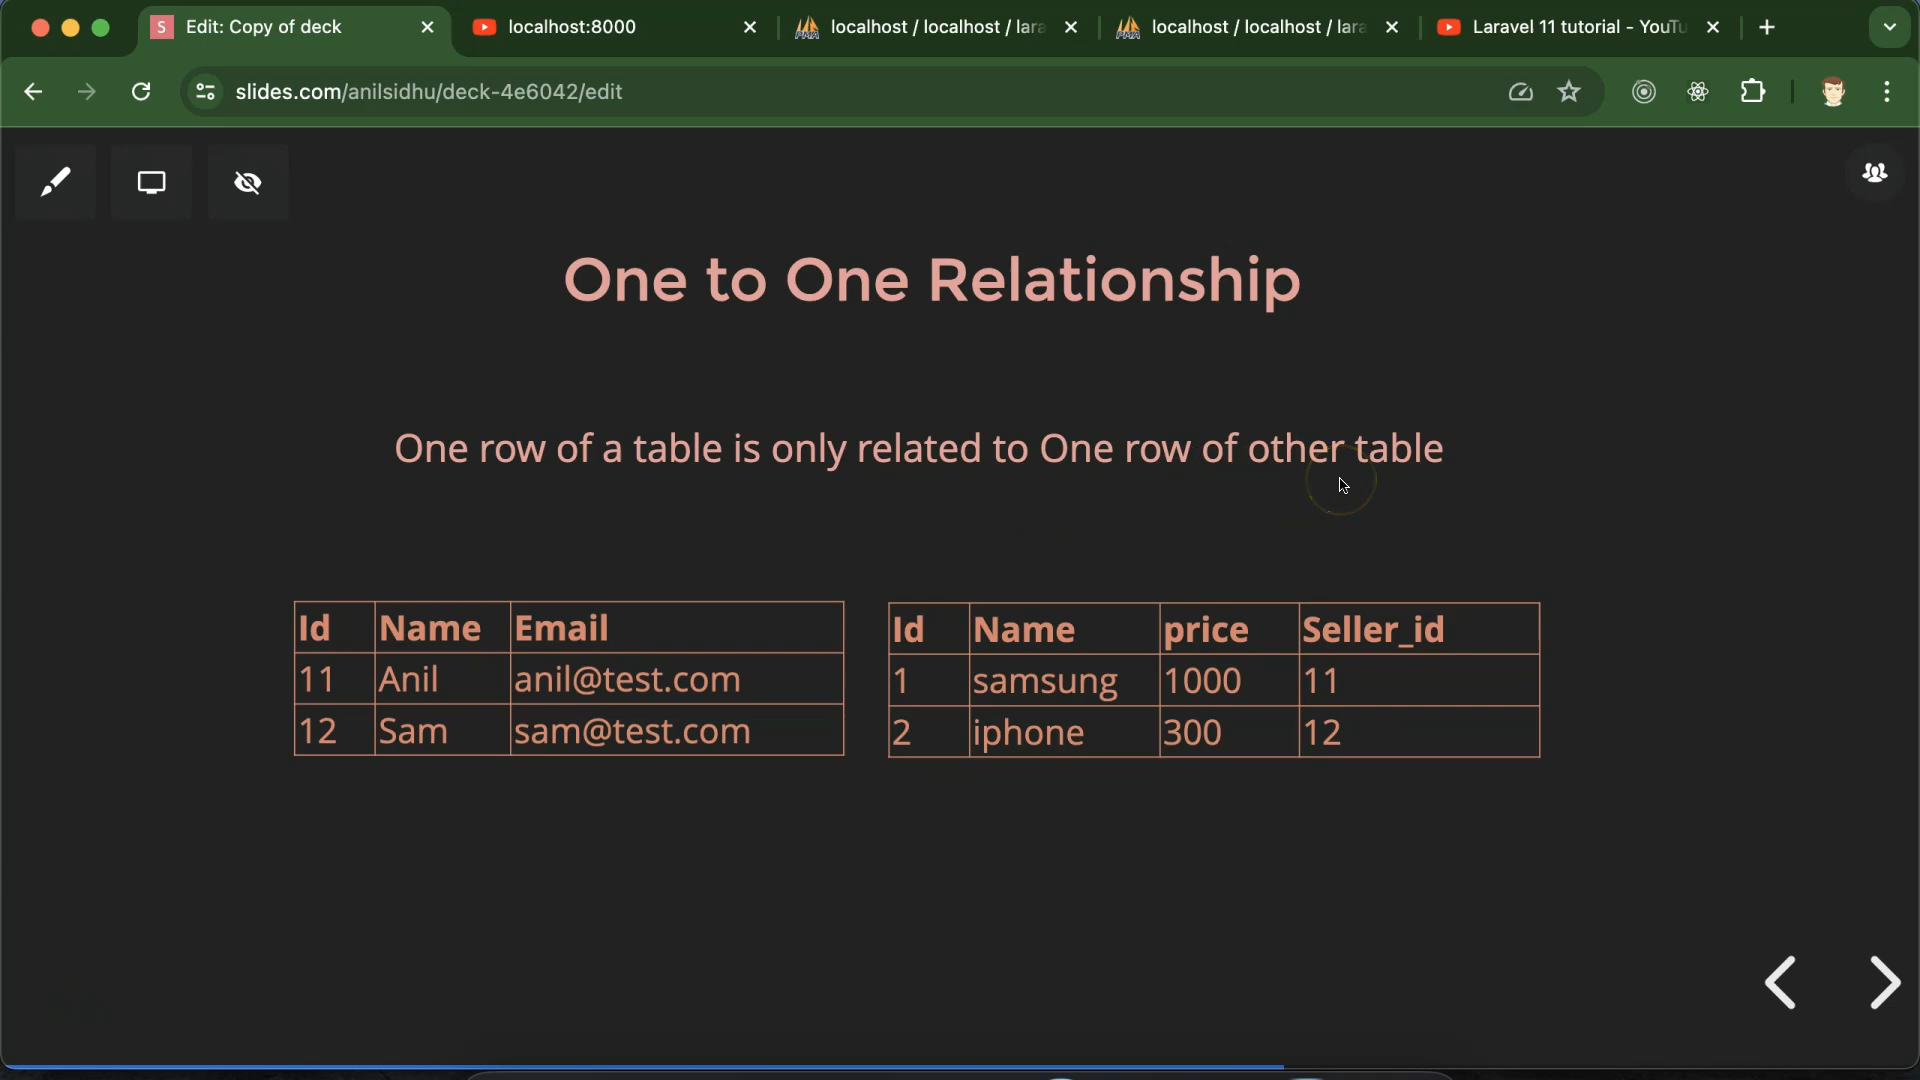 Edit: Copy of deck
localhost:8000
localhost / localhost / lara
localhost / localhost / lara
Laravel 11 tutorial - YouTu
slides.com/anilsidhu/deck-4e6042/edit
One to One Relationship
One row of a table is only related to One row of other table
Id Name Email
11 Anil anil@test.com
12 Sam sam@test.com
Id Name price Seller_id
1 samsung 1000 11
2 iphone 300 12